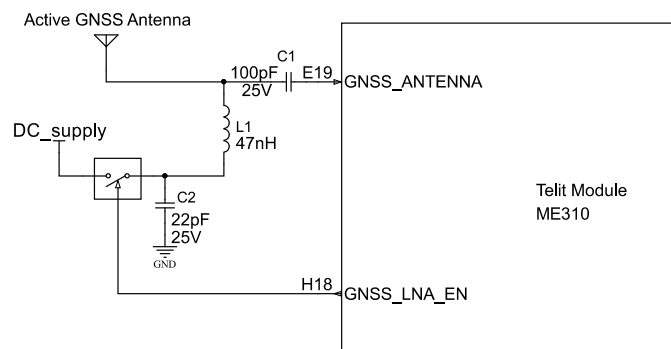 Active GNSS Antenna
C1
100pF
25V
E19
GNSS_ANTENNA
L1
47nH
DC_supply
C2
22pF
25V
GND
Telit Module
ME310
H18
GNSS_LNA_EN